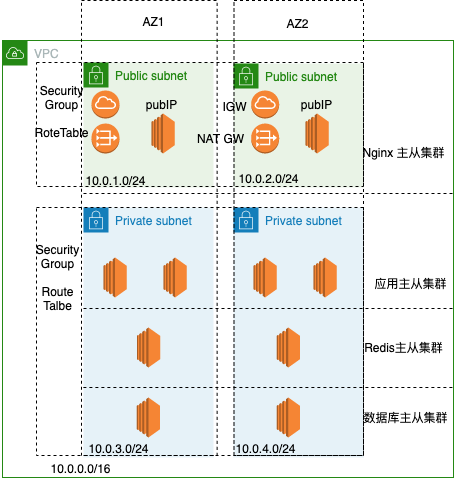 AZ1
AZ2
VPC
Public subnet
Public subnet
Security
Group
pubIP
IGW
pubIP
RoteTable
NAT GW
Nginx 主从集群
10.0.1.0/24
10.0.2.0/24
Private subnet
Private subnet
Security
Group
Route
Talbe
应用主从集群
Redis主从集群
数据库主从集群
10.0.3.0/24
10.0.4.0/24
10.0.0.0/16